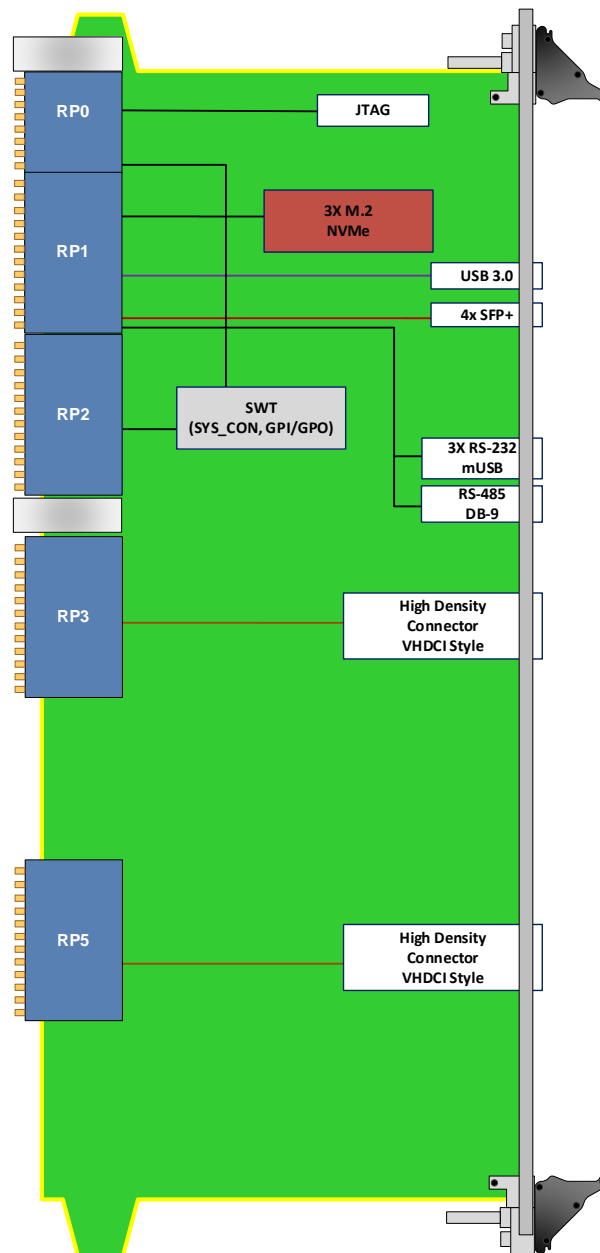 RP0
JTAG
RP1
3X M.2
NVMe
USB 3.0
4x SFP+
RP2
SWT
(SYS_CON, GPI/GPO)
3X RS-232
mUSB
RS-485
DB-9
RP3
High Density
Connector
VHDCI Style
RP5
High Density
Connector
VHDCI Style